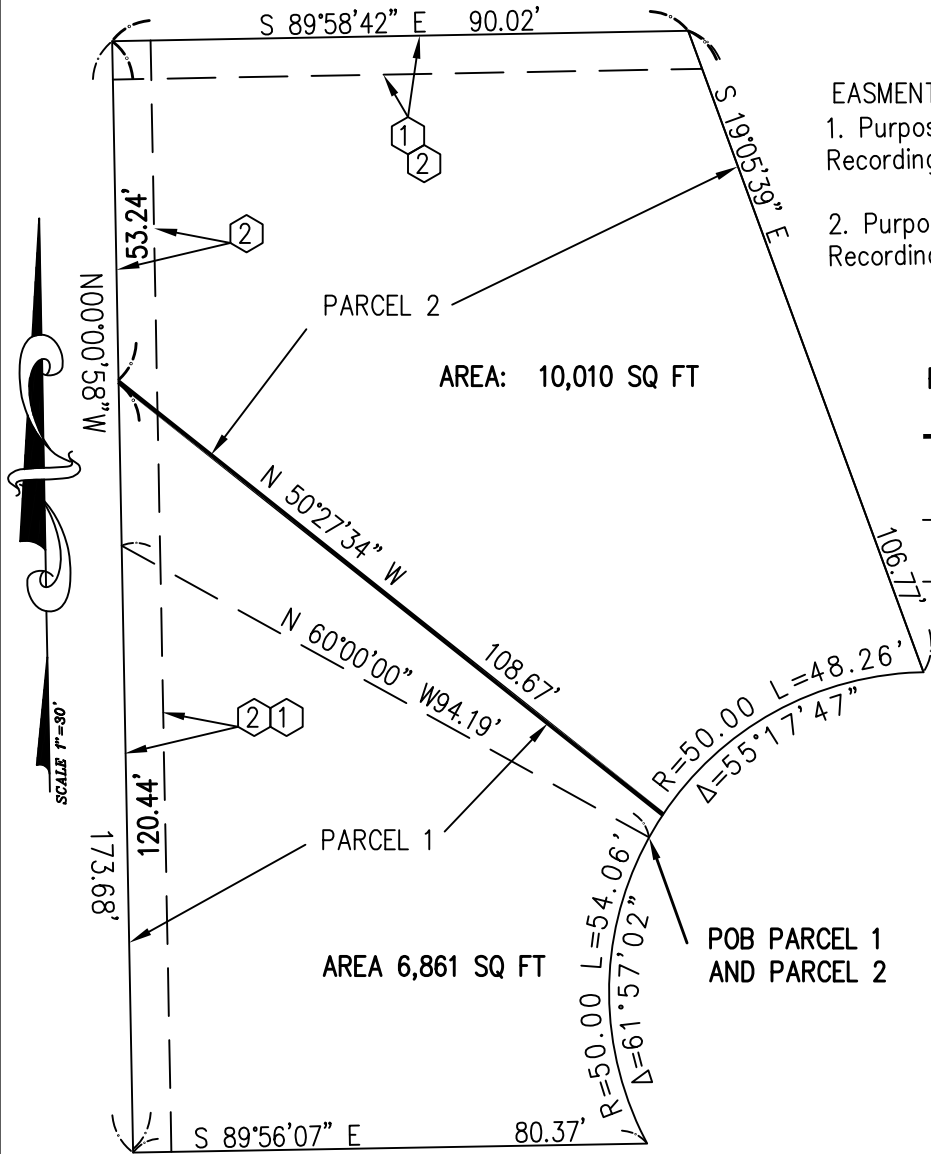 S 89°58'42" E 90.02'
EASMENT
1. Purpos
Recording
2. Purpo
Recording
1
2
S 19°05'39" E
106.77'
53.24'
2
N00°00'58"W
PARCEL 2
AREA: 10,010 SQ FT
N 50°27'34" W
108.67'
N 60°00'00" W94.19'
R=50.00 L=48.26'
Δ=55°17'47"
2 1
SCALE 1"=30'
120.44'
173.68'
PARCEL 1
R=50.00 L=54.06'
Δ=61°57'02"
POB PARCEL 1
AND PARCEL 2
AREA 6,861 SQ FT
S 89°56'07" E 80.37'